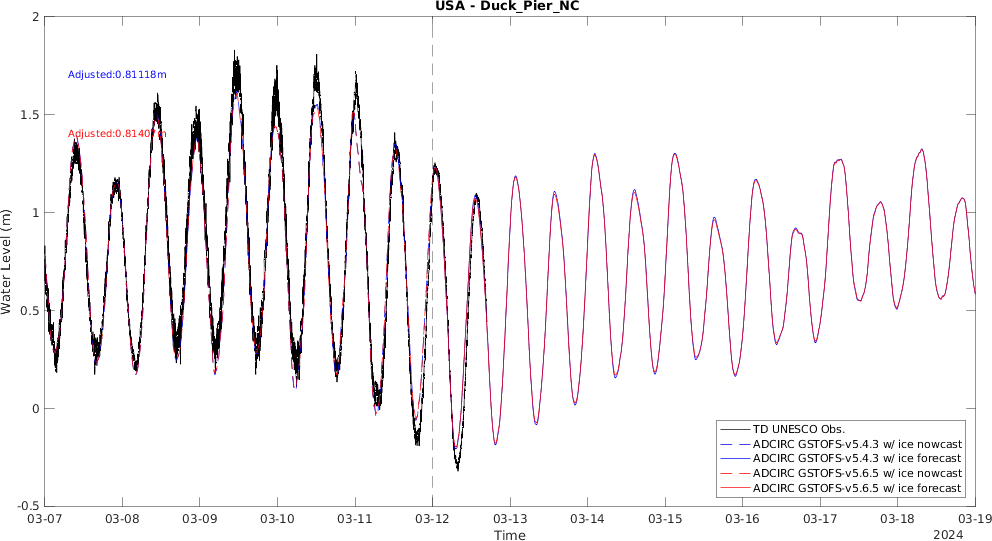 USA - Duck_Pier_NC
2
1.5
1
0.5
0
-0.5
Water Level (m)
Adjusted:0.81118m
Adjusted:0.81407m
TD UNESCO Obs.
ADCIRC GSTOFS-v5.4.3 w/ ice nowcast
ADCIRC GSTOFS-v5.4.3 w/ ice forecast
ADCIRC GSTOFS-v5.6.5 w/ ice nowcast
ADCIRC GSTOFS-v5.6.5 w/ ice forecast
03-07 03-08 03-09 03-10 03-11 03-12 03-13 03-14 03-15 03-16 03-17 03-18 03-19
Time
2024